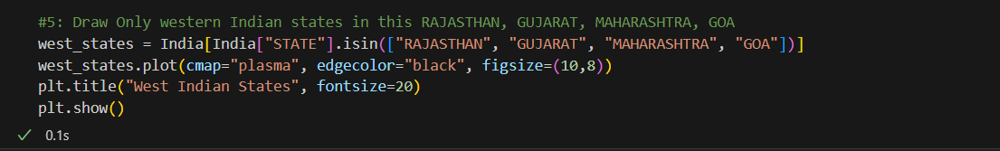 #5: Draw Only western Indian states in this RAJASTHAN, GUJARAT, MAHARASHTRA, GOA
west_states = India[India["STATE"].isin(["RAJASTHAN", "GUJARAT", "MAHARASHTRA", "GOA"])]
west_states.plot(cmap="plasma", edgecolor="black", figsize=(10,8))
plt.title("West Indian States", fontsize=20)
plt.show()
0.1s